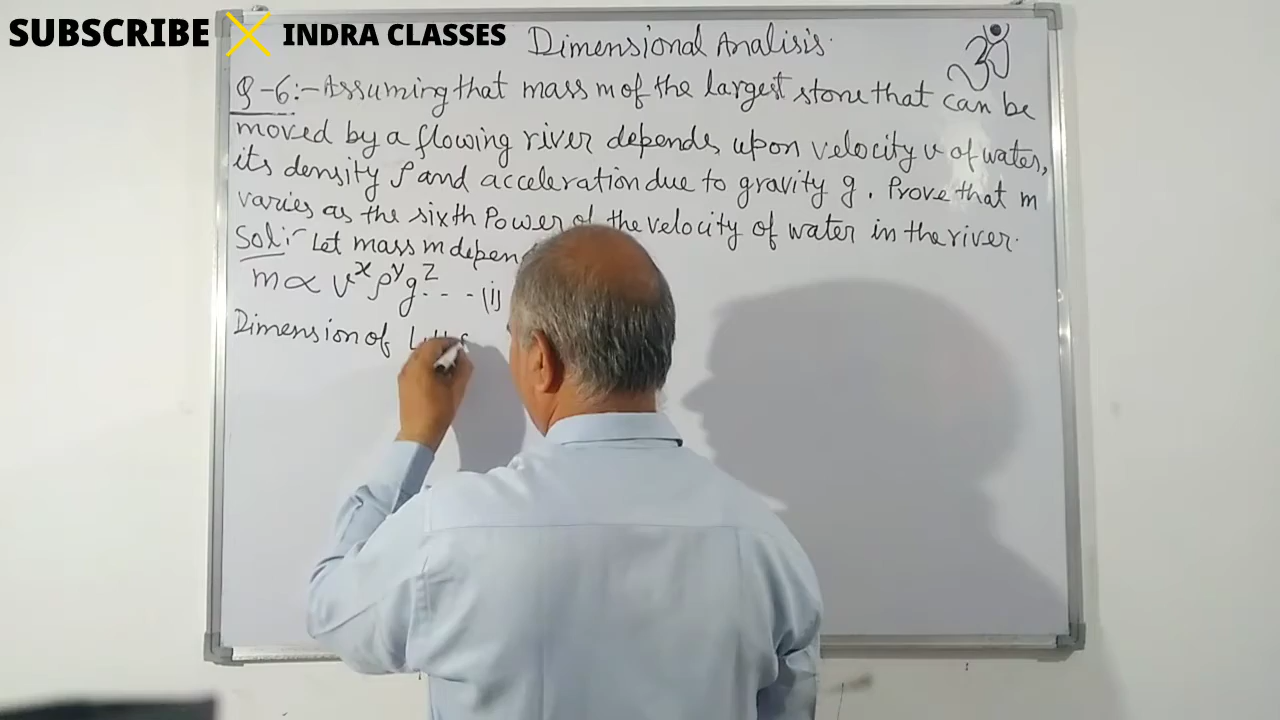 SUBSCRIBE INDRA CLASSES
Dimensional Analisis.
ॐ
Q-6:- Assuming that mass m of the largest stone that can be
moved by a flowing river depends upon velocity v of water,
its density ρ and acceleration due to gravity g. Prove that m
varies as the sixth Power of the velocity of water in the river.
Sol:- Let mass m depend
m ∝ v^x ρ^y g^z --- (i)
Dimension of